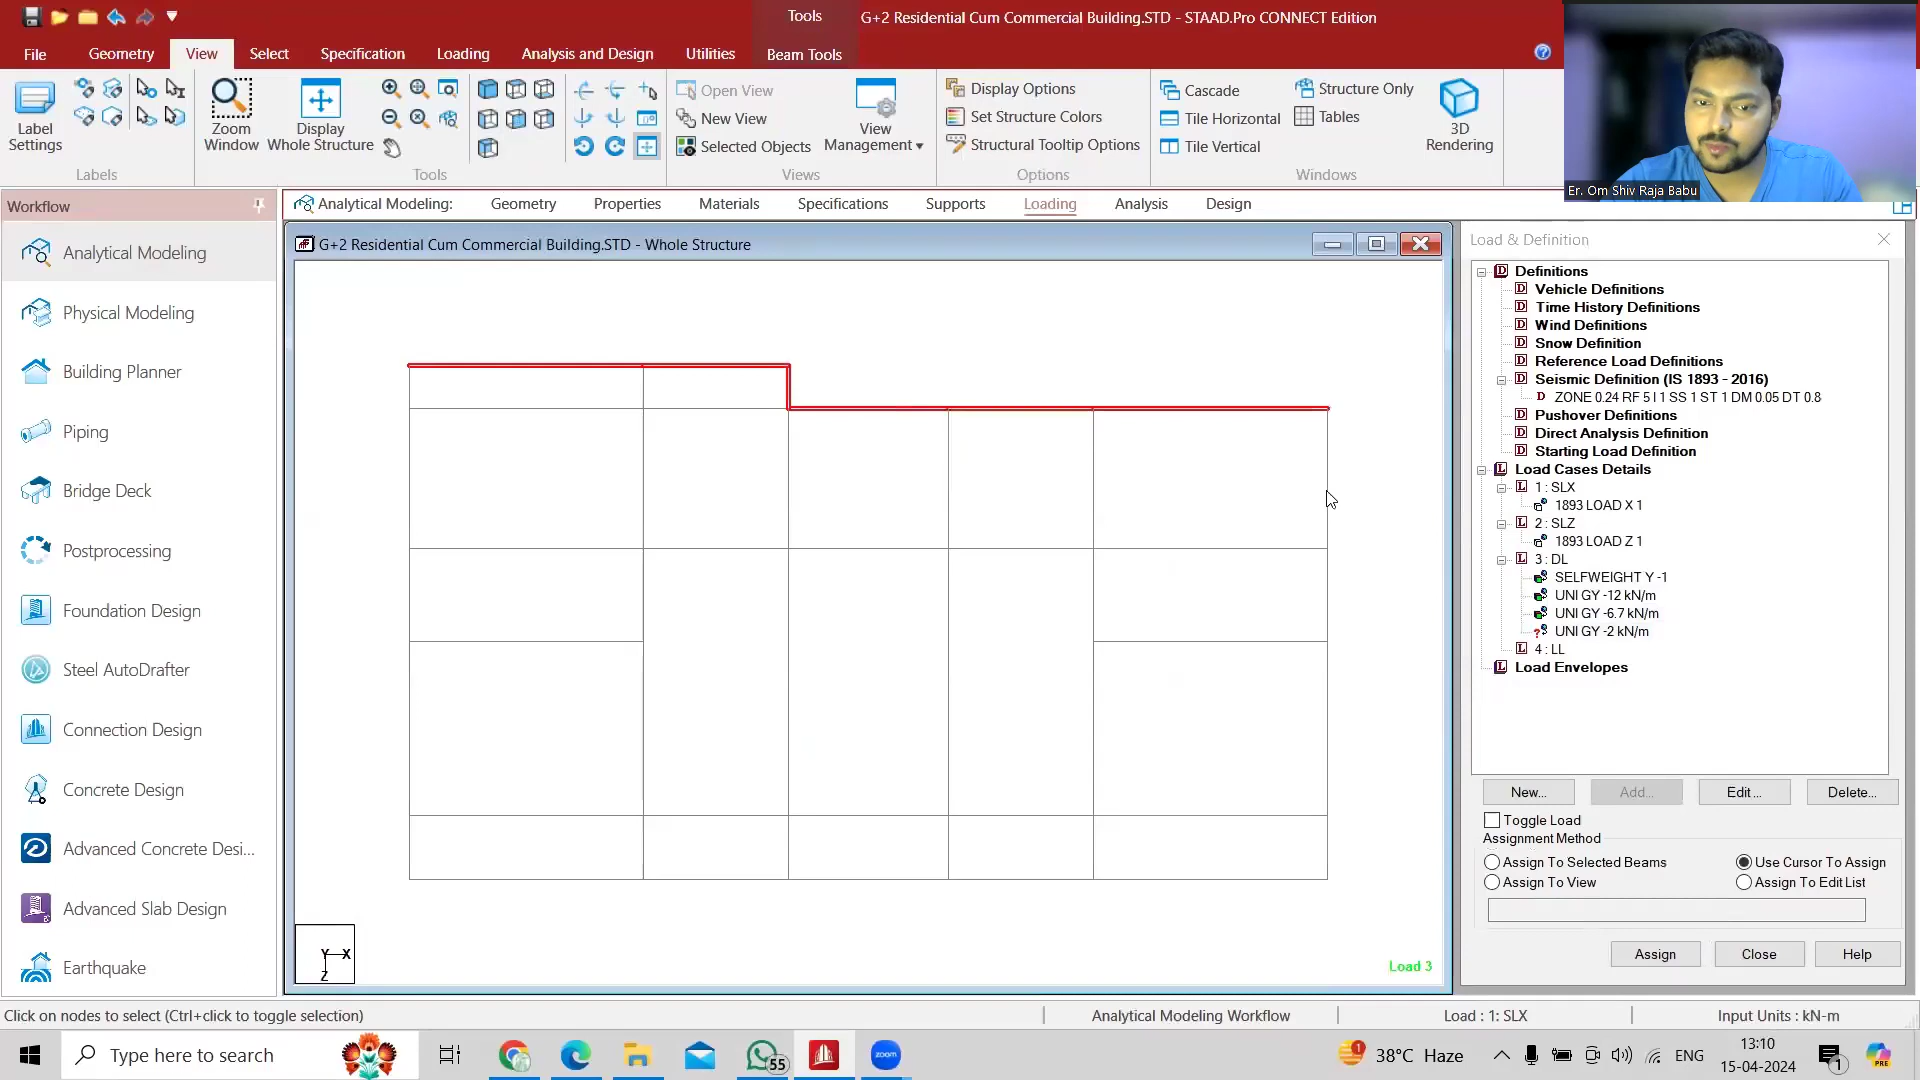 Tools
G+2 Residential Cum Commercial Building.STD - STAAD.Pro CONNECT Edition
File
Geometry
View
Select
Specification
Loading
Analysis and Design
Utilities
Beam Tools
Label
Settings
Labels
Zoom
Window
Display
Whole Structure
Tools
Open View
New View
Selected Objects
View
Management
Views
Display Options
Set Structure Colors
Structural Tooltip Options
Options
Cascade
Tile Horizontal
Tile Vertical
Structure Only
Tables
3D
Rendering
Windows
Er. Om Shiv Raja Babu
Workflow
Analytical Modeling
Physical Modeling
Building Planner
Piping
Bridge Deck
Postprocessing
Foundation Design
Steel AutoDrafter
Connection Design
Concrete Design
Advanced Concrete Desi...
Advanced Slab Design
Earthquake
Analytical Modeling:
Geometry
Properties
Materials
Specifications
Supports
Loading
Analysis
Design
G+2 Residential Cum Commercial Building.STD - Whole Structure
Y X
Z
Load 3
Load & Definition
Definitions
Vehicle Definitions
Time History Definitions
Wind Definitions
Snow Definition
Reference Load Definitions
Seismic Definition (IS 1893 - 2016)
ZONE 0.24 RF 5 I 1 SS 1 ST 1 DM 0.05 DT 0.8
Pushover Definitions
Direct Analysis Definition
Starting Load Definition
Load Cases Details
1 : SLX
1893 LOAD X 1
2 : SLZ
1893 LOAD Z 1
3 : DL
SELFWEIGHT Y -1
UNI GY -12 kN/m
UNI GY -6.7 kN/m
UNI GY -2 kN/m
4 : LL
Load Envelopes
New...
Add...
Edit...
Delete...
Toggle Load
Assignment Method
Assign To Selected Beams
Use Cursor To Assign
Assign To View
Assign To Edit List
Assign
Close
Help
Click on nodes to select (Ctrl+click to toggle selection)
Analytical Modeling Workflow
Load : 1: SLX
Input Units : kN-m
Type here to search
55
zoom
1
38°C Haze
ENG
13:10
15-04-2024
1
PRE